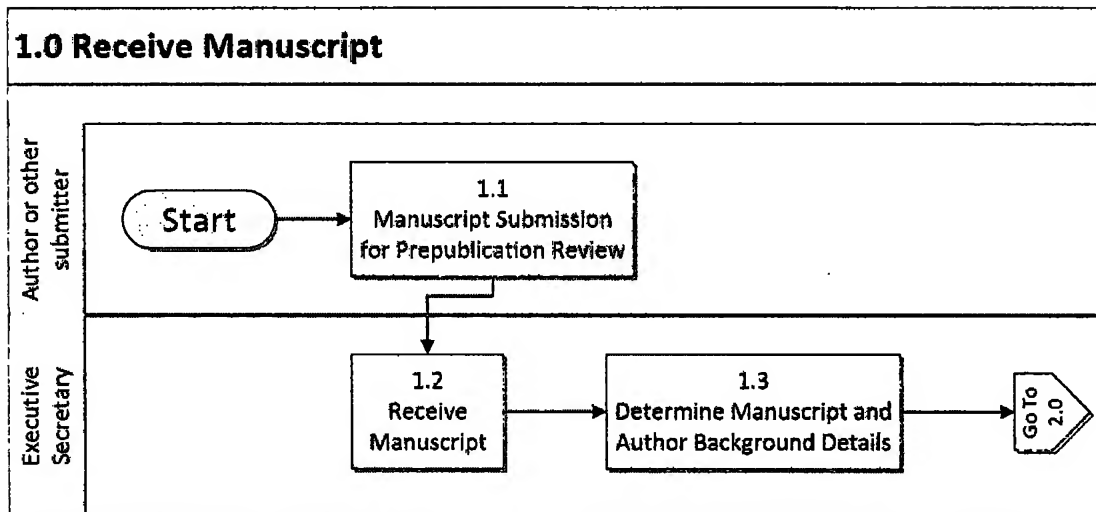 1.0 Receive Manuscript
Author or other
submitter
Start
1.1
Manuscript Submission
for Prepublication Review
Executive
Secretary
1.2
Receive
Manuscript
1.3
Determine Manuscript and
Author Background Details
Go To
2.0